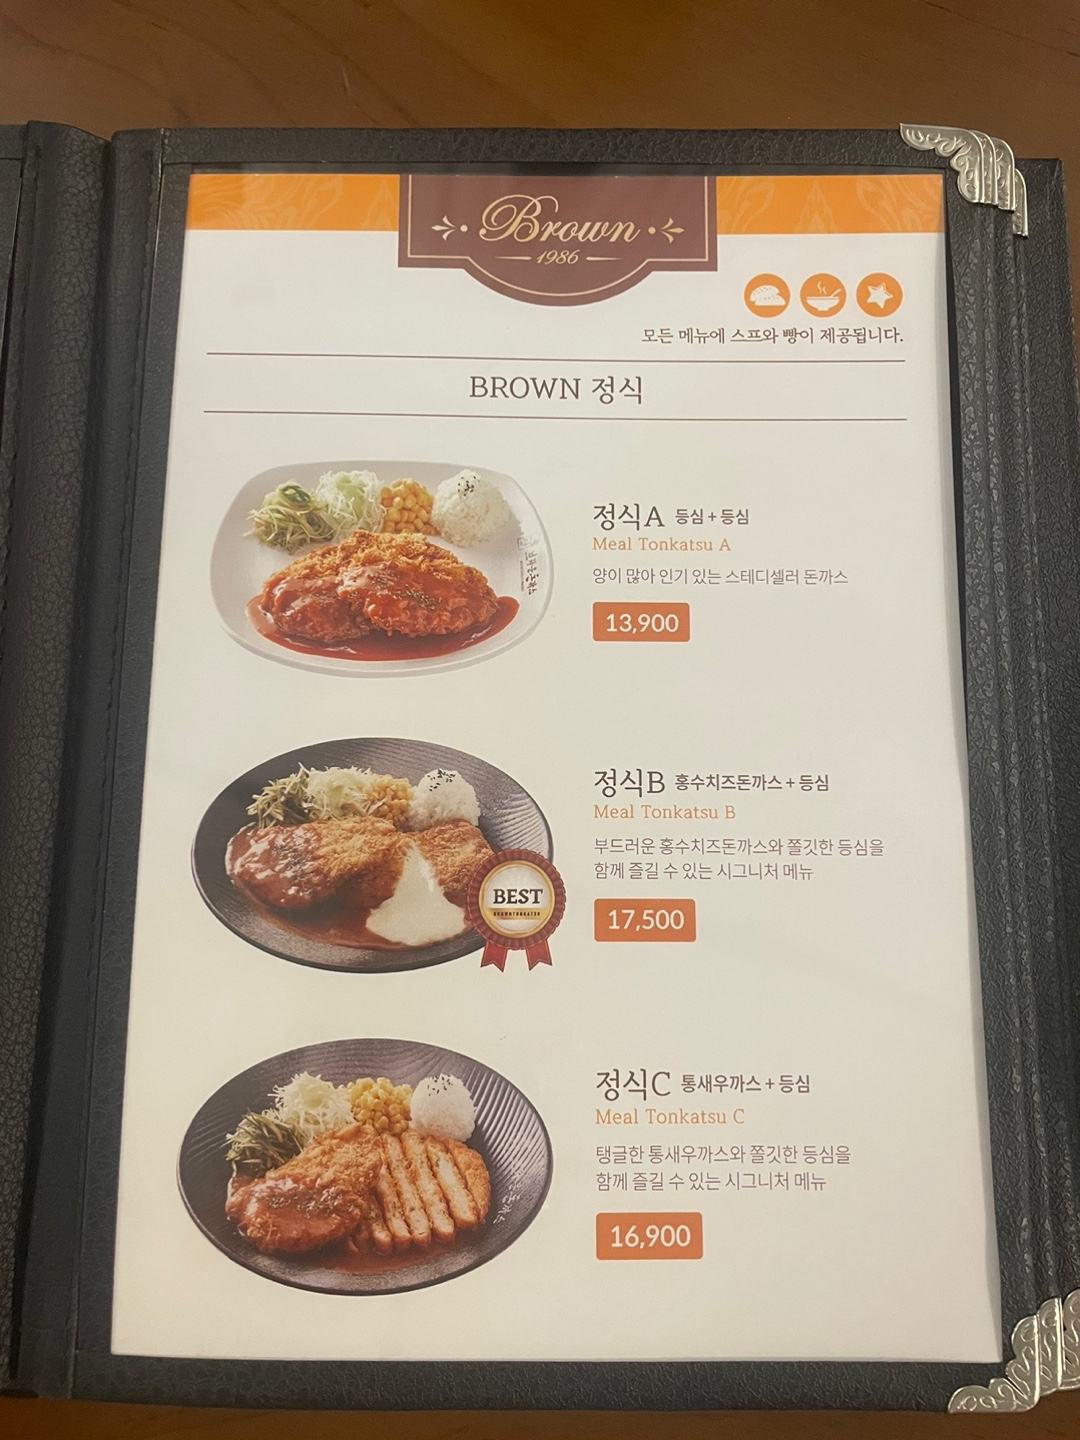 Brown
1986
모든 메뉴에 스프와 빵이 제공됩니다.
BROWN 정식
정식A 등심 + 등심
Meal Tonkatsu A
양이 많아 인기 있는 스테디셀러 돈까스
13,900
정식B 홍수치즈돈까스 + 등심
Meal Tonkatsu B
부드러운 홍수치즈돈까스와 쫄깃한 등심을
함께 즐길 수 있는 시그니처 메뉴
17,500
BEST
BROWNTONKATSU
정식C 통새우까스 + 등심
Meal Tonkatsu C
탱글한 통새우까스와 쫄깃한 등심을
함께 즐길 수 있는 시그니처 메뉴
16,900